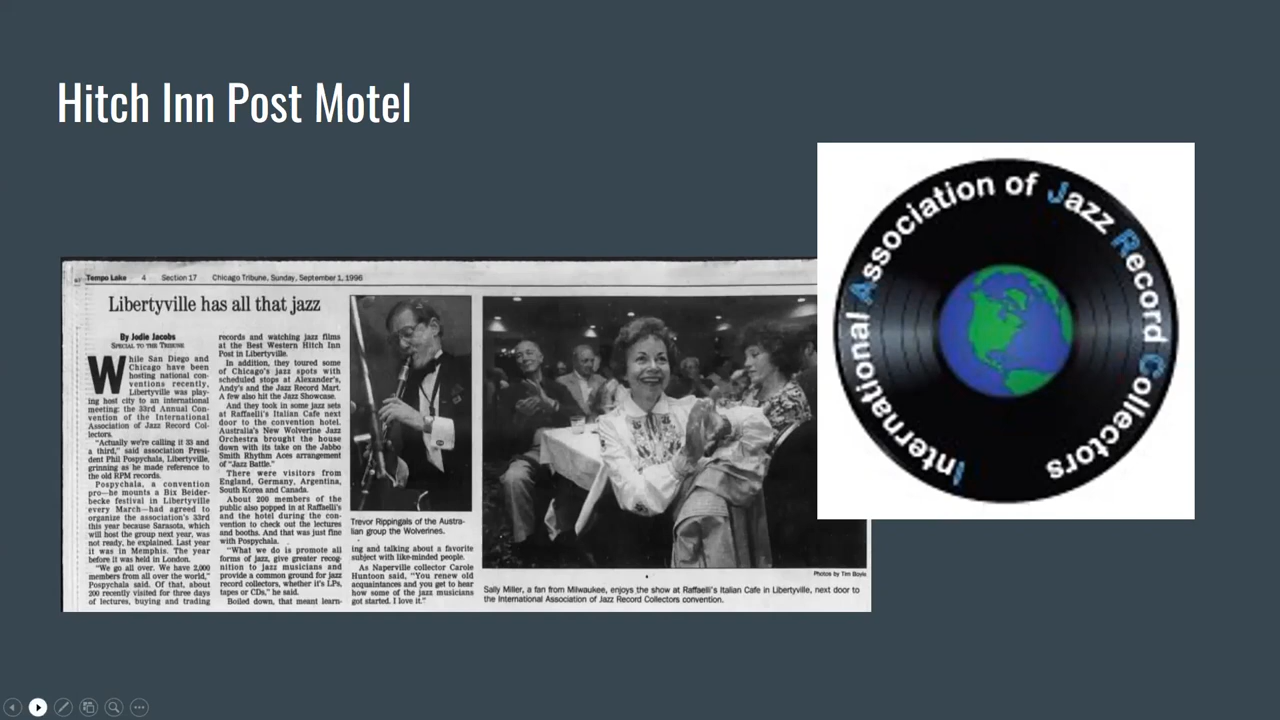 Hitch Inn Post Motel
International Association of Jazz Record Collectors
Tempo Lake 4 Section 17 Chicago Tribune, Sunday, September 1, 1996
Libertyville has all that jazz
By Jodie Jacobs
SPECIAL TO THE TRIBUNE
While San Diego and
Chicago have been
hosting national con-
ventions recently,
Libertyville was play-
ing host city to an international
meeting: the 33rd Annual Con-
vention of the International
Association of Jazz Record Col-
lectors.
"Actually we're calling it 33 and
a third," said association Presi-
dent Phil Pospychala, Libertyville,
grinning as he made reference to
the old RPM records.
Pospychala, a convention
pro—he mounts a Bix Beider-
becke festival in Libertyville
every March—had agreed to
organize the association's 33rd
this year because Sarasota, which
will host the group next year, was
not ready, he explained. Last year
it was in Memphis. The year
before it was held in London.
"We go all over. We have 2,000
members from all over the world,"
Pospychala said. Of that, about
200 recently visited for three days
of lectures, buying and trading
records and watching jazz films
at the Best Western Hitch Inn
Post in Libertyville.
In addition, they toured some
of Chicago's jazz spots with
scheduled stops at Alexander's,
Andy's and the Jazz Record Mart.
A few also hit the Jazz Showcase.
And they took in some jazz sets
at Raffaelli's Italian Cafe next
door to the convention hotel.
Australia's New Wolverine Jazz
Orchestra brought the house
down with its take on the Jabbo
Smith Rhythm Aces arrangement
of "Jazz Battle."
There were visitors from
England, Germany, Argentina,
South Korea and Canada.
About 200 members of the
public also popped in at Raffaelli's
and the hotel during the con-
vention to check out the lectures
and booths. And that was just fine
with Pospychala.
"What we do is promote all
forms of jazz, give greater recog-
nition to jazz musicians and
provide a common ground for jazz
record collectors, whether it's LPs,
tapes or CDs," he said.
Boiled down, that meant learn-
Trevor Rippingals of the Austra-
lian group the Wolverines.
ing and talking about a favorite
subject with like-minded people.
As Naperville collector Carole
Huntoon said, "You renew old
acquaintances and you get to hear
how some of the jazz musicians
got started. I love it."
Photos by Tim Boyle
Sally Miller, a fan from Milwaukee, enjoys the show at Raffaelli's Italian Cafe in Libertyville, next door to
the International Association of Jazz Record Collectors convention.